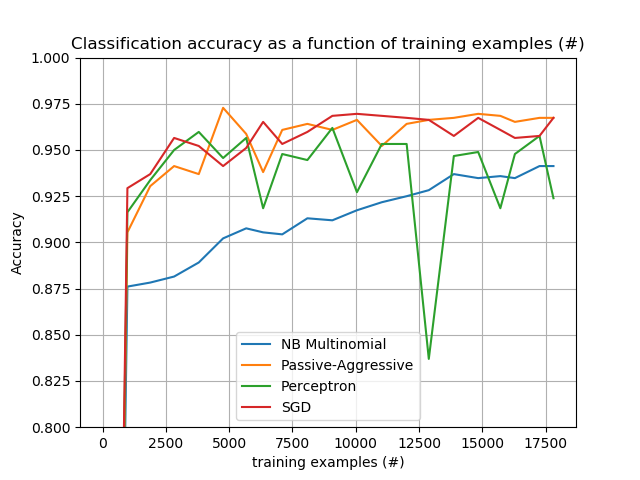 Classification accuracy as a function of training examples (#)
1.000
0.975
0.950
0.925
0.900
0.875
0.850
0.825
0.800
Accuracy
NB Multinomial
Passive-Aggressive
Perceptron
SGD
0 2500 5000 7500 10000 12500 15000 17500
training examples (#)